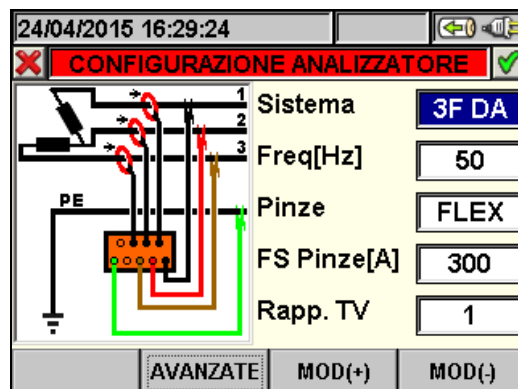 24/04/2015 16:29:24
CONFIGURAZIONE ANALIZZATORE
1
2
3
PE
Sistema 3F DA
Freq[Hz] 50
Pinze FLEX
FS Pinze[A] 300
Rapp. TV 1
AVANZATE MOD(+) MOD(-)